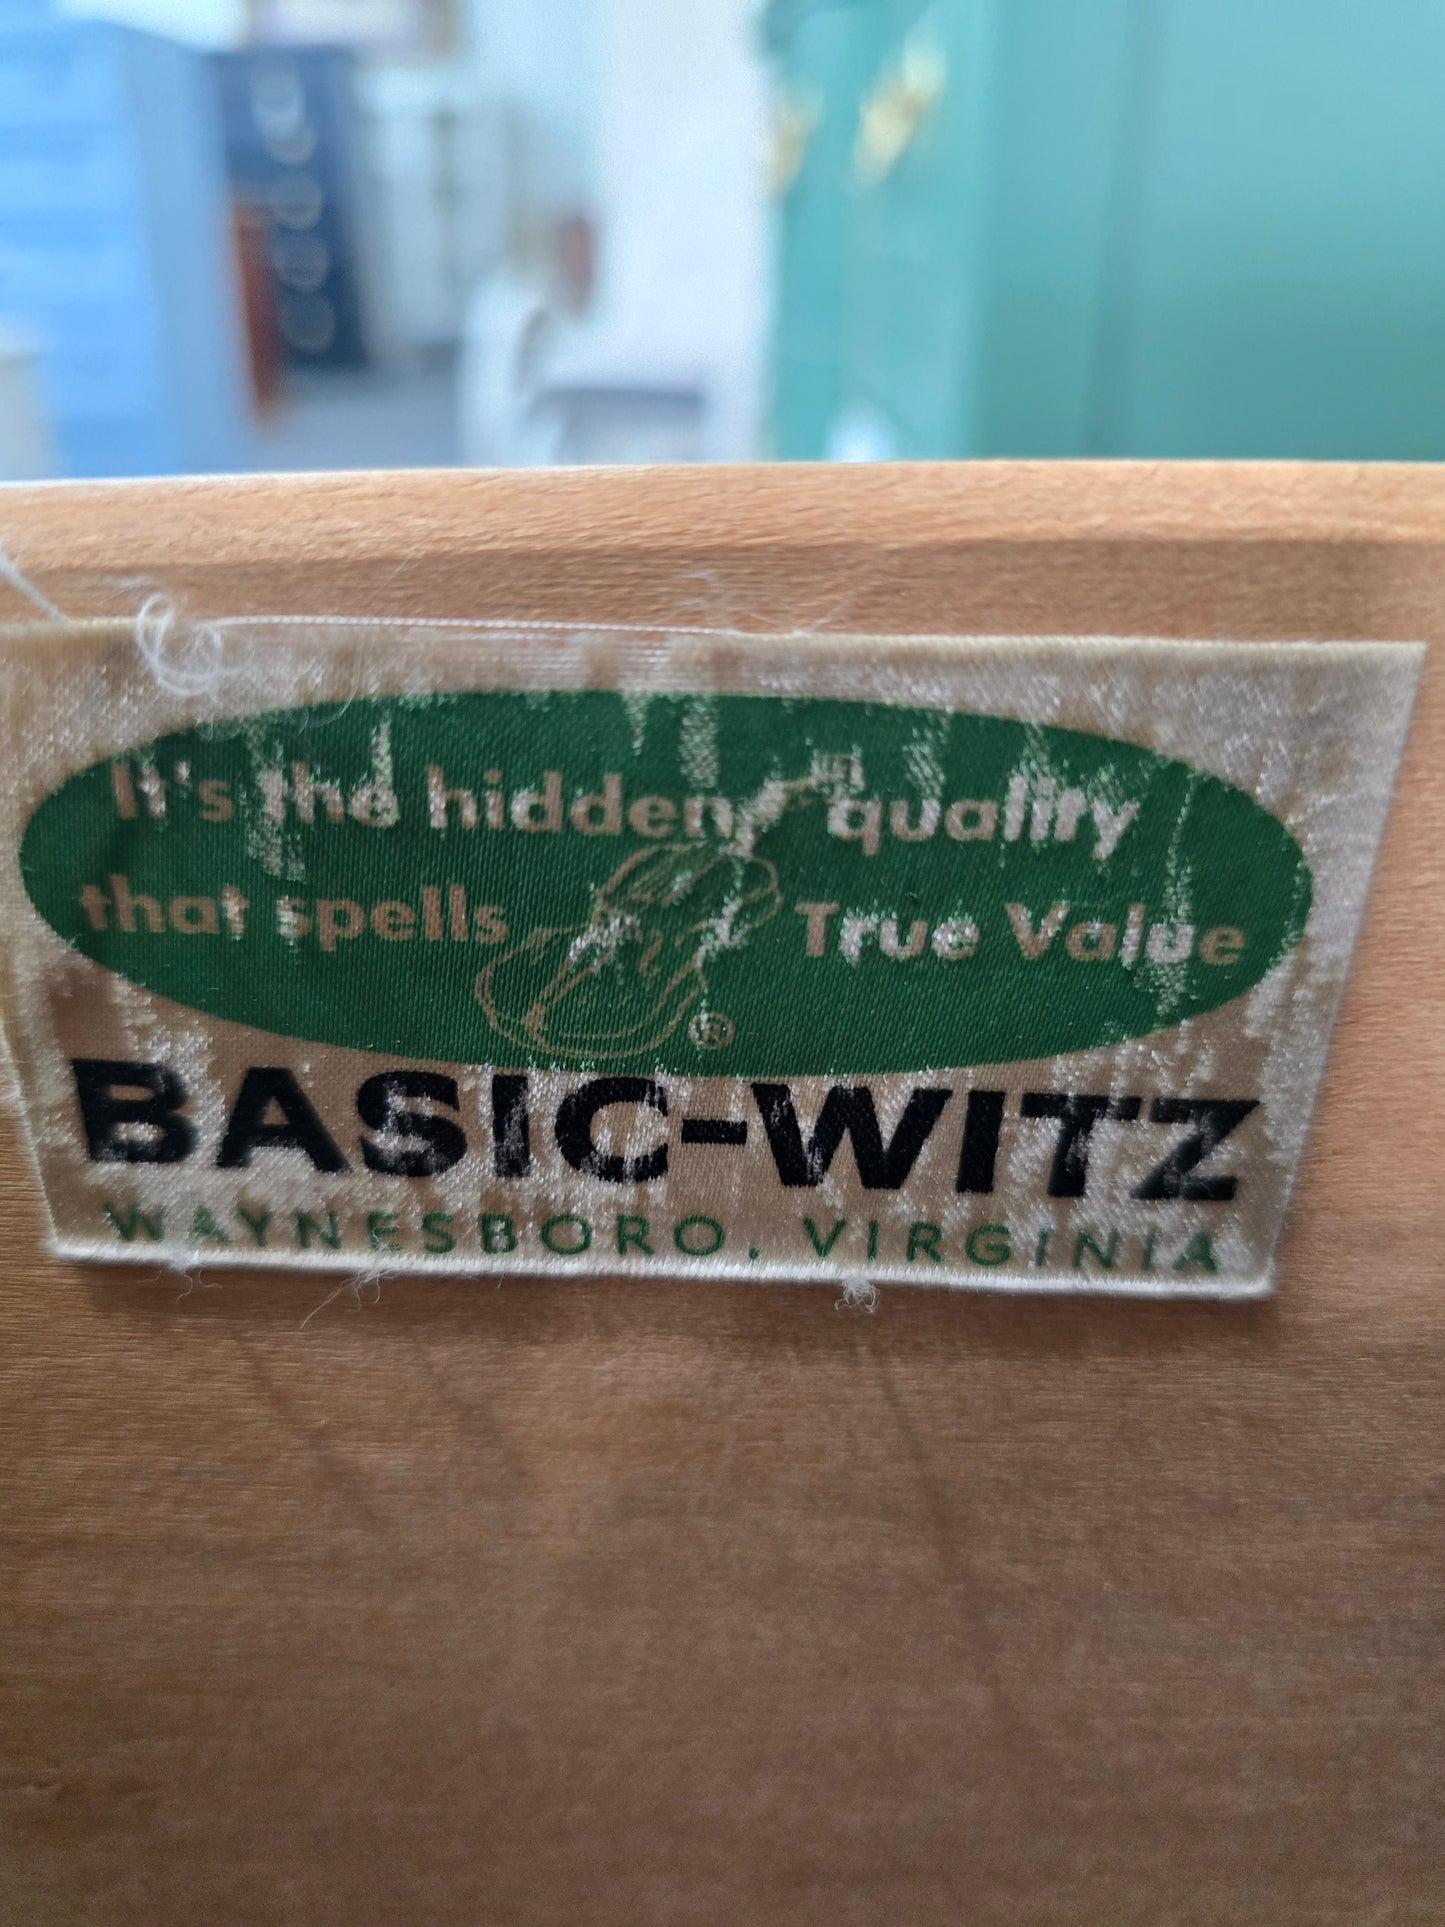 It's the hidden quality
that spells True Value
®
BASIC-WITZ
WAYNESBORO, VIRGINIA